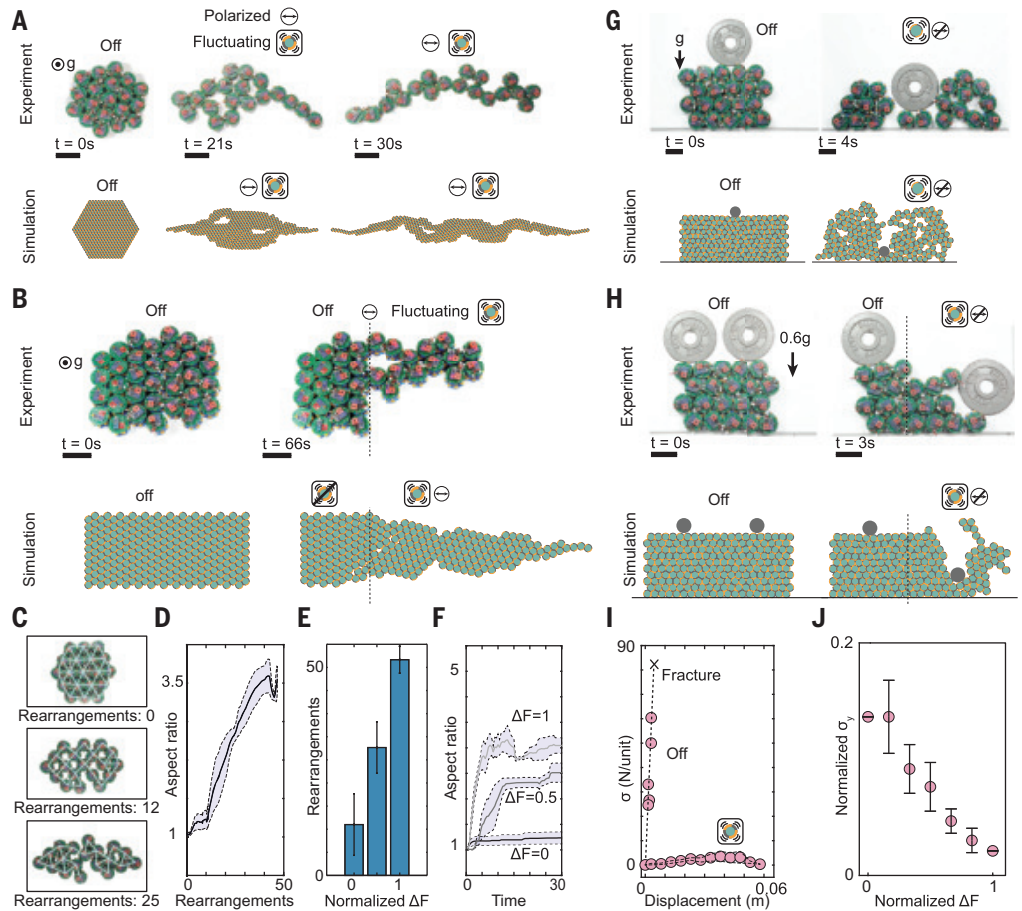 A
Polarized
Fluctuating
Experiment
Off
g
t = 0s
t = 21s
t = 30s
Simulation
Off
B
Experiment
Off
Off
Fluctuating
g
t = 0s
t = 66s
Simulation
off
C
Rearrangements: 0
Rearrangements: 12
Rearrangements: 25
D
Aspect ratio
3.5
1
0
50
Rearrangements
E
Rearrangements
50
0
0
1
Normalized ΔF
F
Aspect ratio
5
1
ΔF=1
ΔF=0.5
ΔF=0
0
30
Time
G
Experiment
g
Off
t = 0s
t = 4s
Simulation
Off
H
Experiment
Off
Off
0.6g
t = 0s
t = 3s
Simulation
Off
Off
I
σ (N/unit)
90
0
Fracture
Off
0
0.06
Displacement (m)
J
Normalized σy
0.2
0
0
1
Normalized ΔF